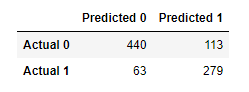 Predicted 0 Predicted 1
Actual 0 440 113
Actual 1 63 279